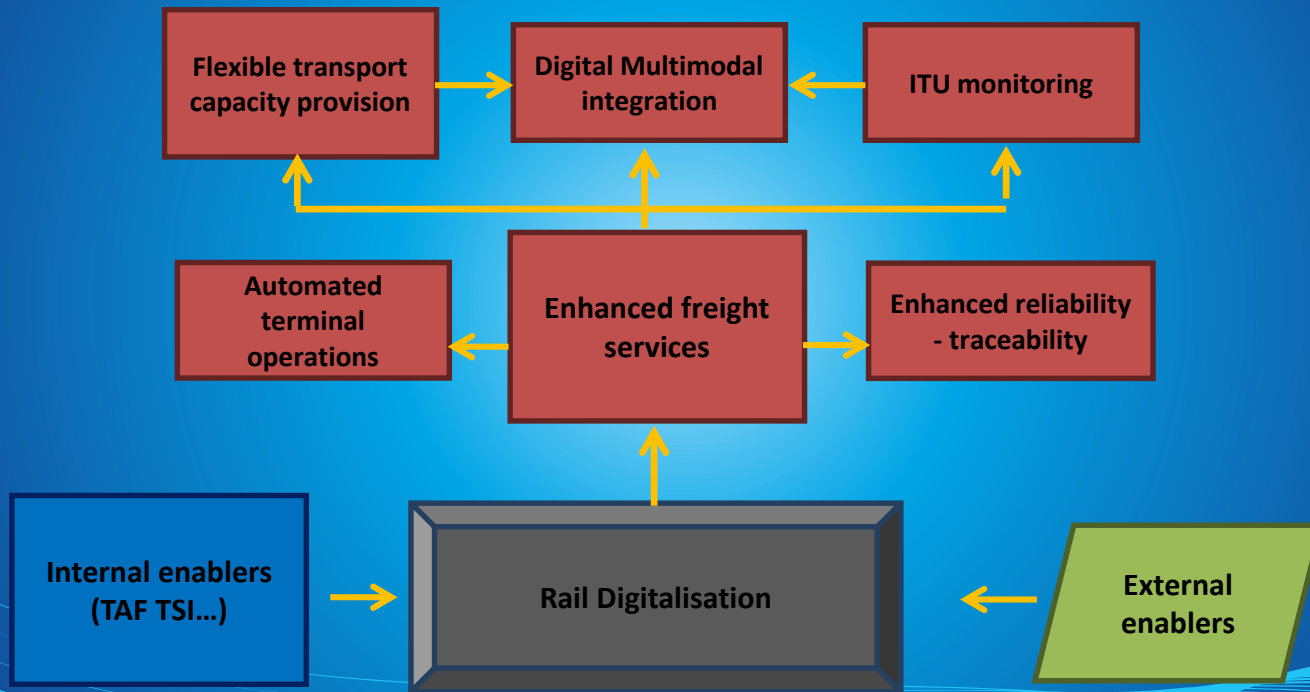 Flexible transport
capacity provision
Digital Multimodal
integration
ITU monitoring
Automated
terminal
operations
Enhanced freight
services
Enhanced reliability
- traceability
Internal enablers
(TAF TSI...)
Rail Digitalisation
External
enablers